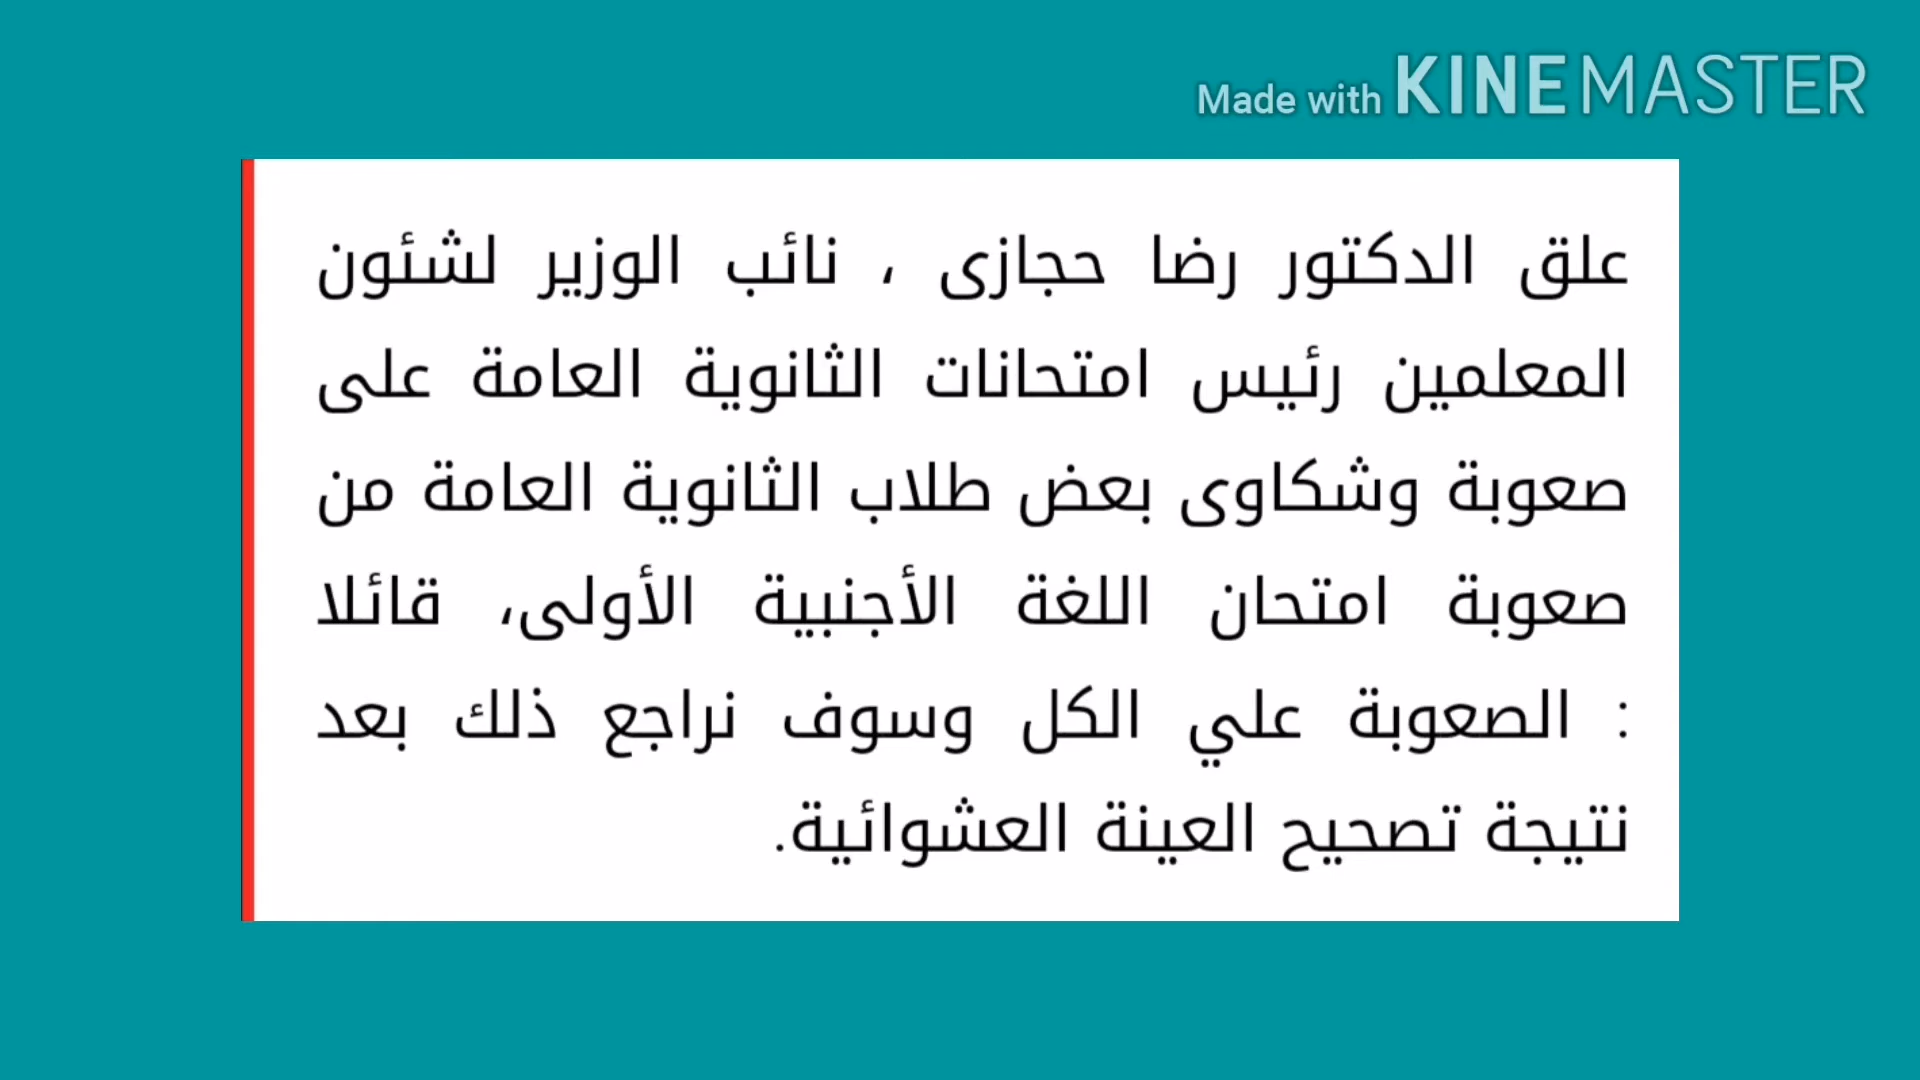 Made with KINEMASTER
علق الدكتور رضا حجازى ، نائب الوزير لشئون
المعلمين رئيس امتحانات الثانوية العامة على
صعوبة وشكاوى بعض طلاب الثانوية العامة من
صعوبة امتحان اللغة الأجنبية الأولى، قائلا
: الصعوبة علي الكل وسوف نراجع ذلك بعد
نتيجة تصحيح العينة العشوائية.